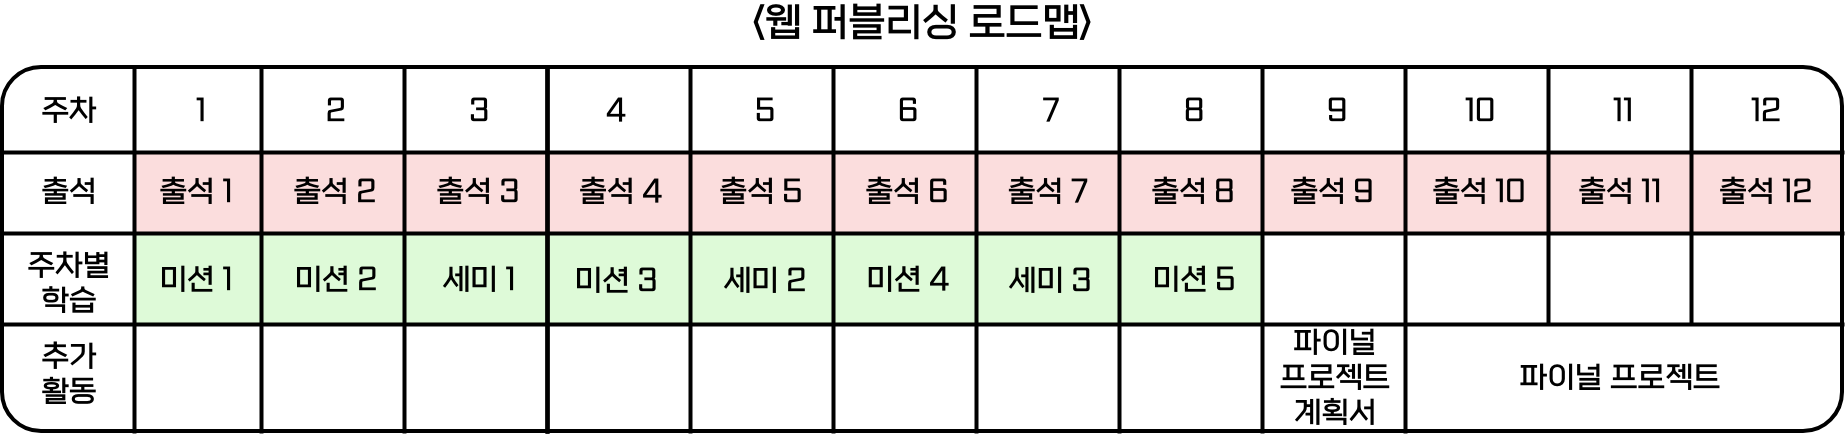 〈웹 퍼블리싱 로드맵〉
주차 1 2 3 4 5 6 7 8 9 10 11 12
출석 출석 1 출석 2 출석 3 출석 4 출석 5 출석 6 출석 7 출석 8 출석 9 출석 10 출석 11 출석 12
주차별
학습
미션 1 미션 2 세미 1 미션 3 세미 2 미션 4 세미 3 미션 5
추가
활동
파이널
프로젝트
계획서
파이널 프로젝트